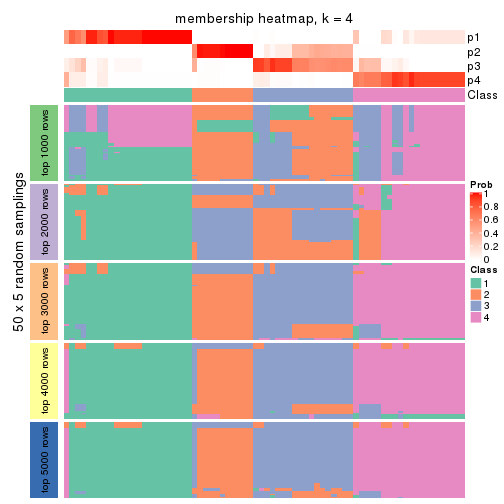 membership heatmap, k = 4
p1
p2
p3
p4
Class
50 x 5 random samplings
top 1000 rows
top 2000 rows
top 3000 rows
top 4000 rows
top 5000 rows
Prob
1
0.8
0.6
0.4
0.2
0
Class
1
2
3
4